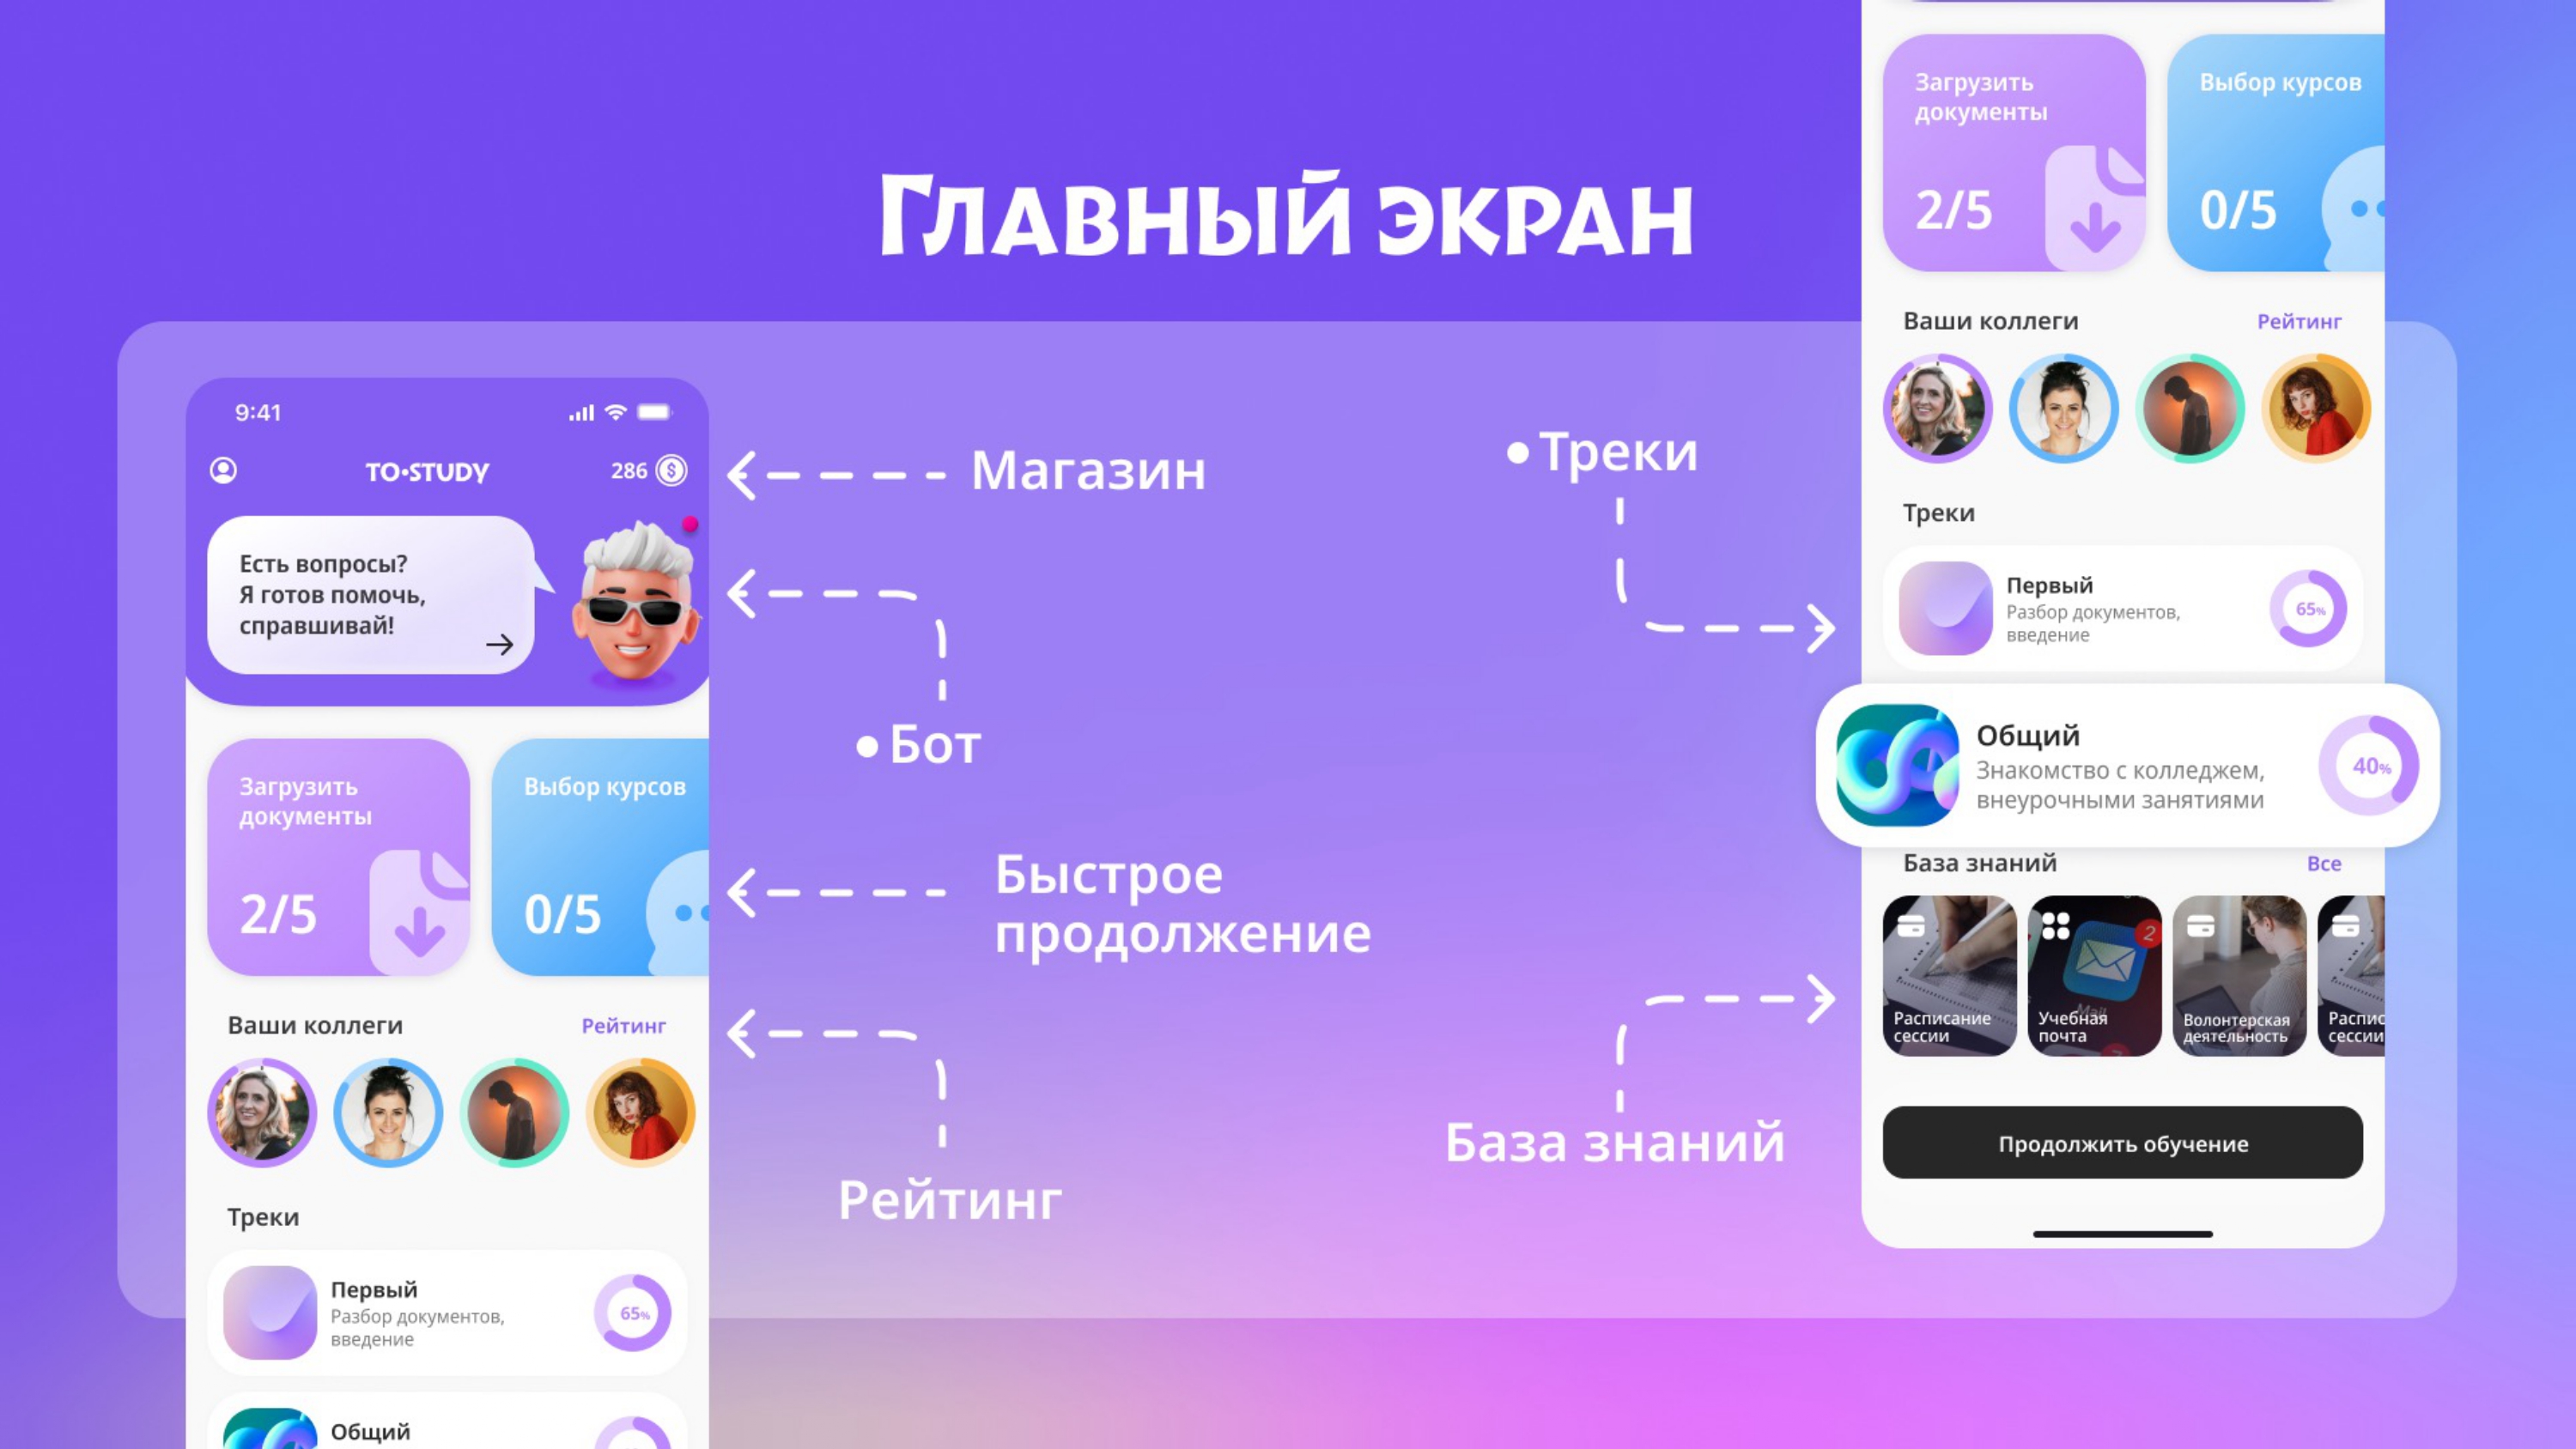 Главный экран
9:41
TO•STUDY
286
Есть вопросы?
Я готов помочь,
справшивай!
Загрузить
документы
2/5
Выбор курсов
0/5
Ваши коллеги
Рейтинг
Треки
Первый
Разбор документов,
введение
65%
Общий
Магазин
• Бот
Быстрое
продолжение
Рейтинг
• Треки
База знаний
Загрузить
документы
2/5
Выбор курсов
0/5
Ваши коллеги
Рейтинг
Треки
Первый
Разбор документов,
введение
65%
Общий
Знакомство с колледжем,
внеурочными занятиями
40%
База знаний
Все
Расписание
сессии
2
Mail
Учебная
почта
Волонтерская
деятельность
Распис
сессии
Продолжить обучение